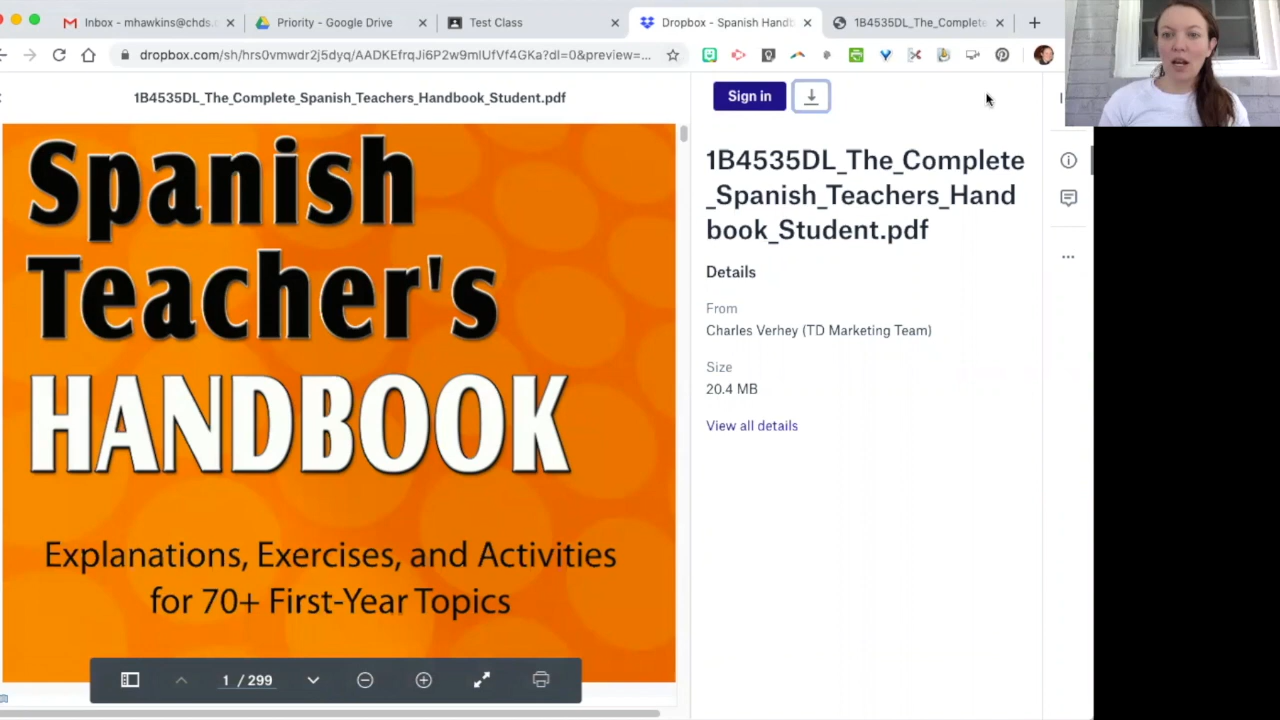 Inbox - mhawkins@chds.
Priority - Google Drive
Test Class
Dropbox - Spanish Handb
1B4535DL_The_Complete
dropbox.com/sh/hrs0vmwdr2j5dyq/AADKEfrqJi6P2w9mlUfVf4GKa?dl=0&preview=...
1B4535DL_The_Complete_Spanish_Teachers_Handbook_Student.pdf
Sign in
Spanish
Teacher's
HANDBOOK
Explanations, Exercises, and Activities
for 70+ First-Year Topics
1 / 299
1B4535DL_The_Complete
_Spanish_Teachers_Hand
book_Student.pdf
Details
From
Charles Verhey (TD Marketing Team)
Size
20.4 MB
View all details